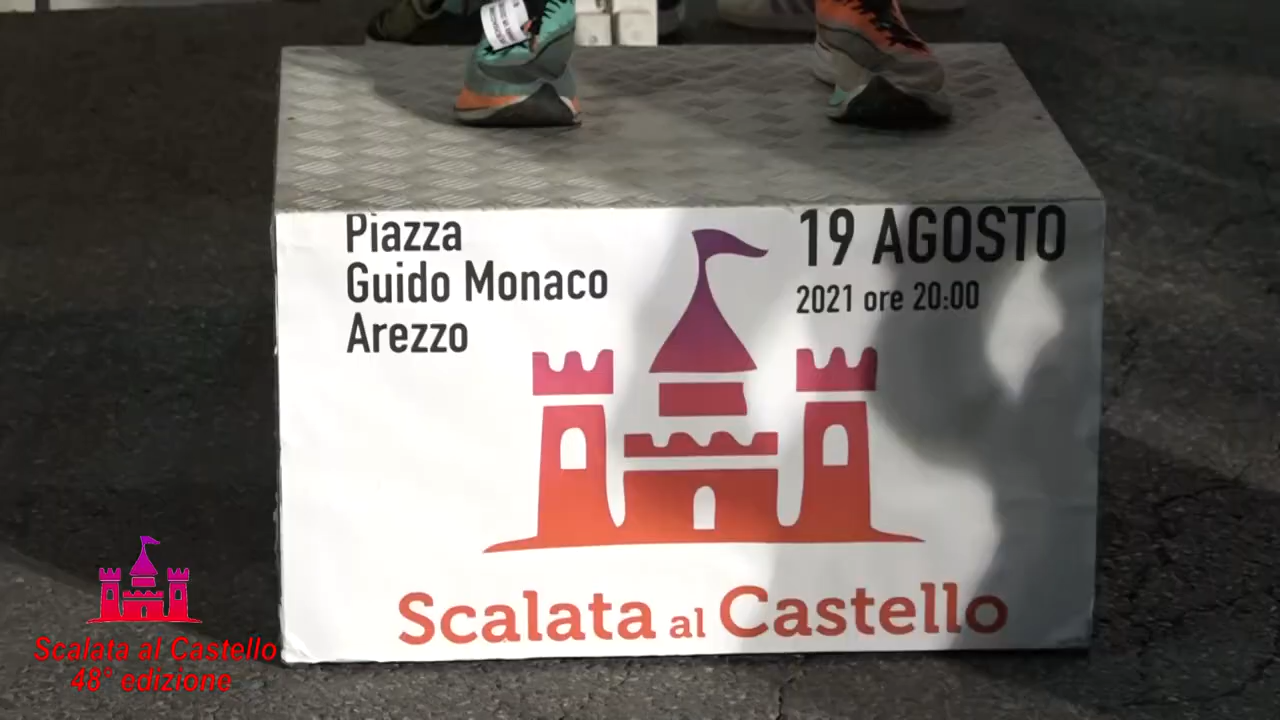 Piazza
Guido Monaco
Arezzo
19 AGOSTO
2021 ore 20:00
Scalata al Castello
Scalata al Castello
48° edizione